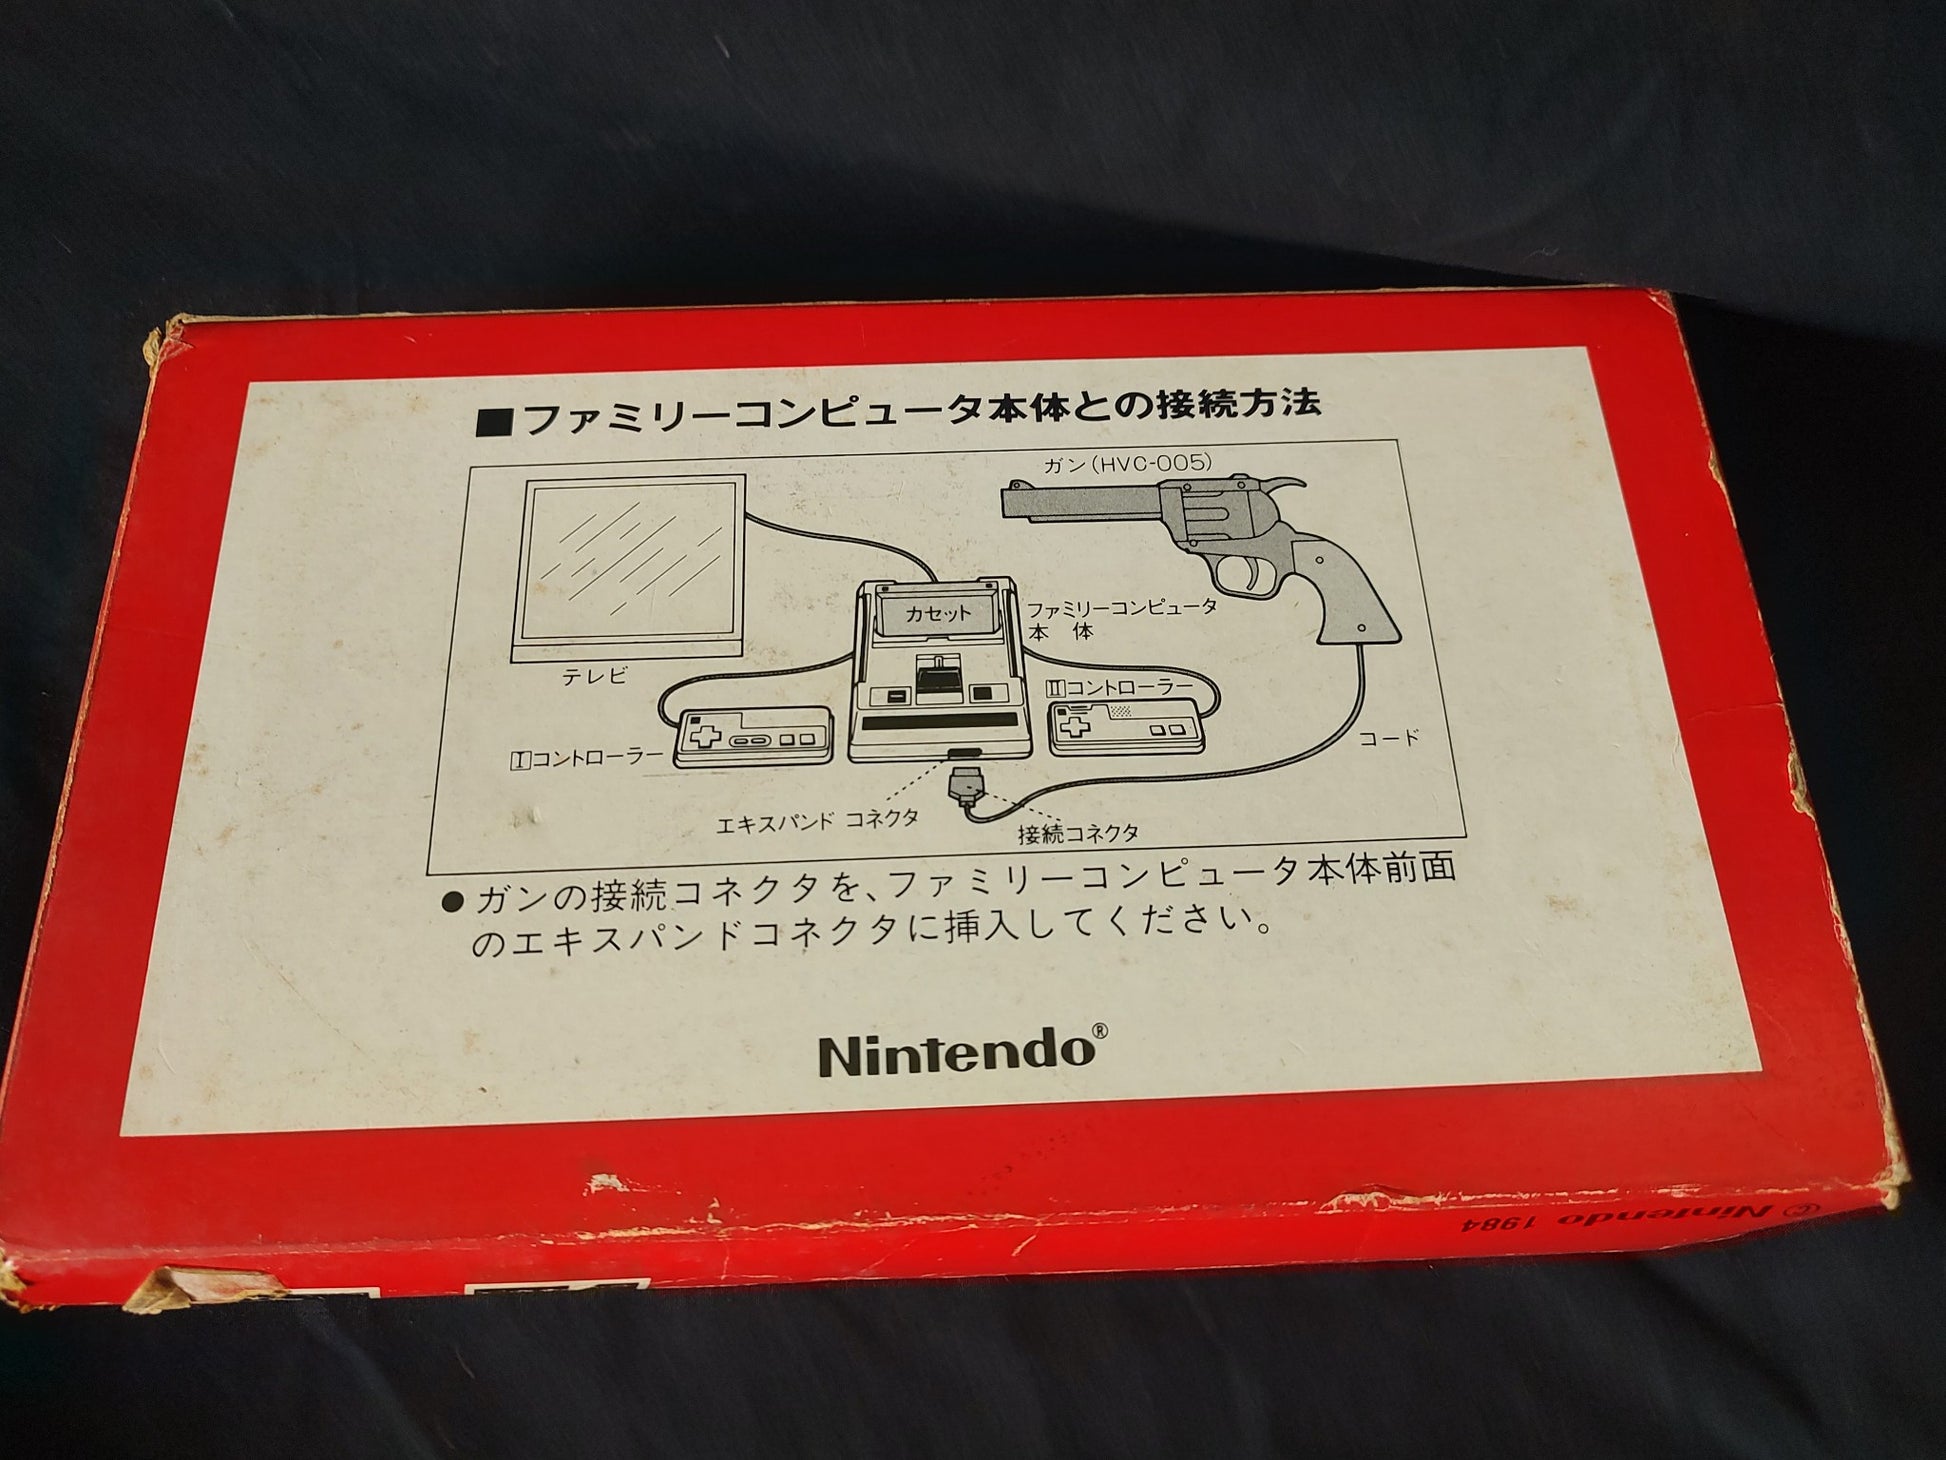 ■ファミリーコンピュータ本体との接続方法
ガン(HVC-005)
カセット
ファミリーコンピュータ
本 体
テレビ
Ⅱコントローラー
Ⅰコントローラー
コード
エキスパンド コネクタ
接続コネクタ
●ガンの接続コネクタを、ファミリーコンピュータ本体前面
のエキスパンドコネクタに挿入してください。
Nintendo®
© Nintendo 1984